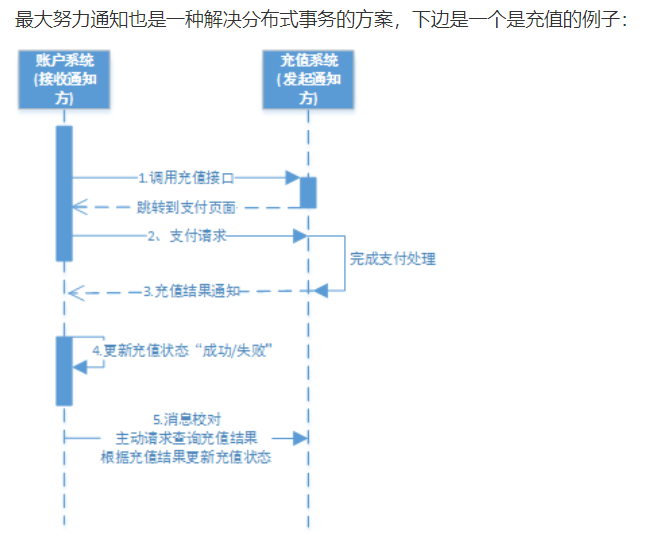 最大努力通知也是一种解决分布式事务的方案，下边是一个是充值的例子：
账户系统
(接收通知
方)
充值系统
(发起通知
方)
1.调用充值接口
跳转到支付页面
2、支付请求
完成支付处理
3.充值结果通知
4.更新充值状态“成功/失败”
5.消息校对
主动请求查询充值结果
根据充值结果更新充值状态